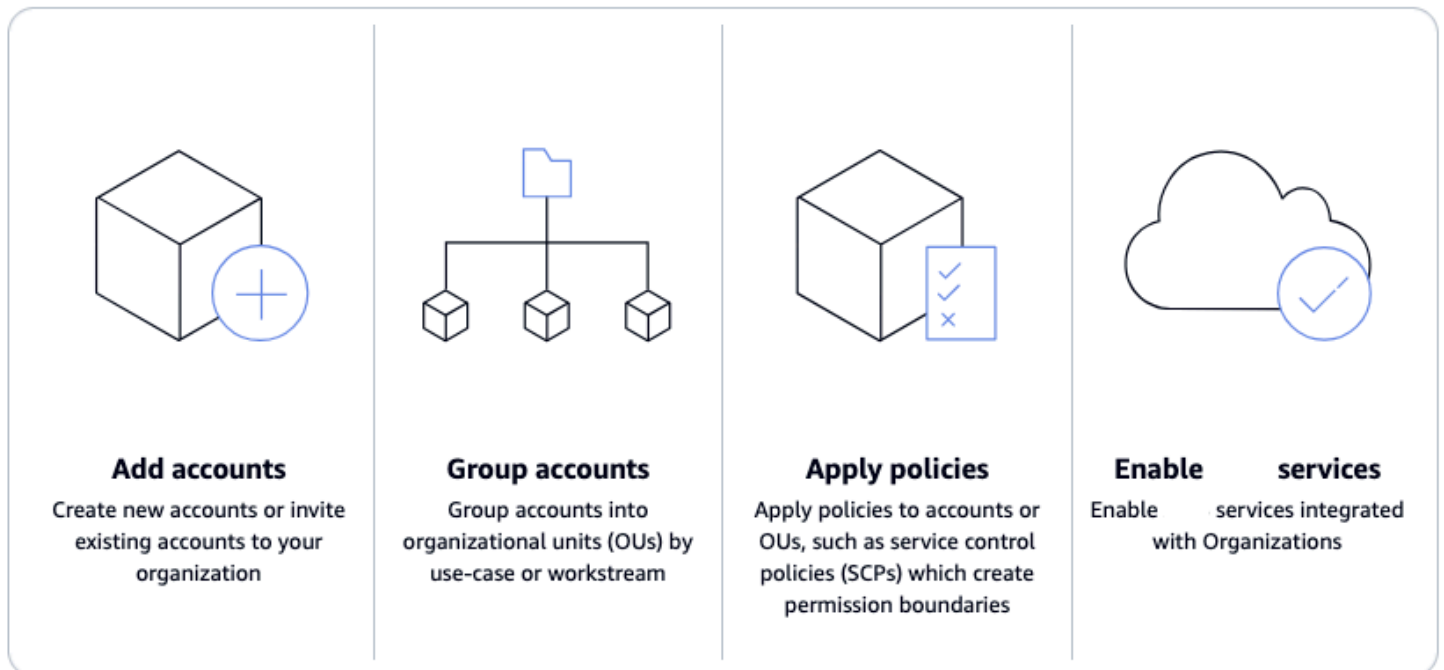 Add accounts
Create new accounts or invite
existing accounts to your
organization
Group accounts
Group accounts into
organizational units (OUs) by
use-case or workstream
Apply policies
Apply policies to accounts or
OUs, such as service control
policies (SCPs) which create
permission boundaries
Enable services
Enable services integrated
with Organizations